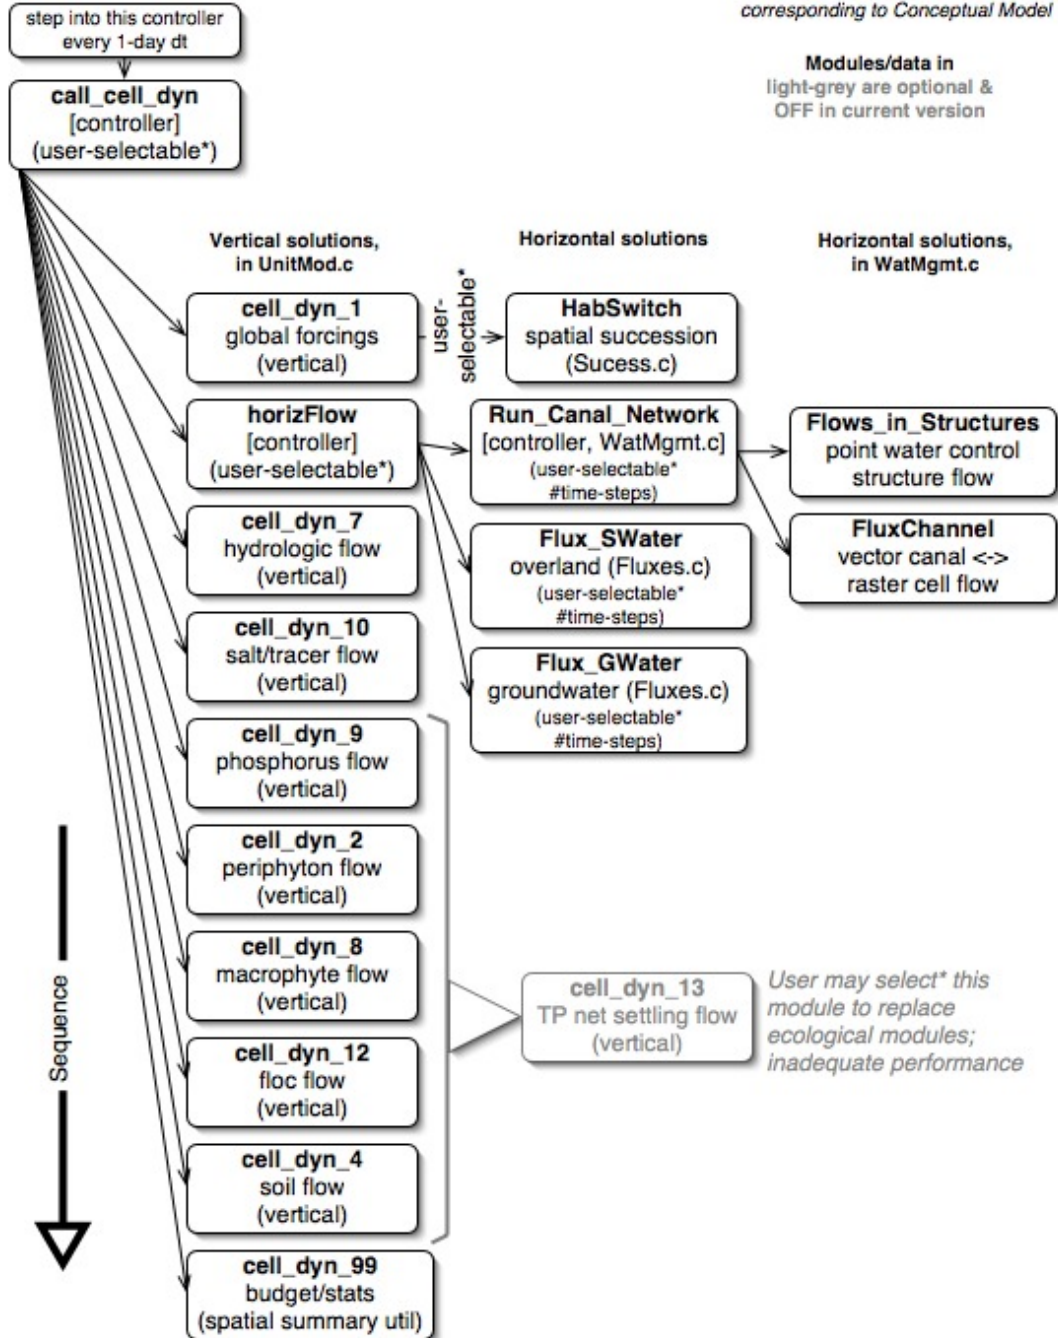 step into this controller
every 1-day dt
corresponding to Conceptual Model
call_cell_dyn
[controller]
(user-selectable*)
Modules/data in
light-grey are optional &
OFF in current version
Vertical solutions,
in UnitMod.c
Horizontal solutions
Horizontal solutions,
in WatMgmt.c
cell_dyn_1
global forcings
(vertical)
user-
selectable*
HabSwitch
spatial succession
(Sucess.c)
horizFlow
[controller]
(user-selectable*)
Run_Canal_Network
[controller, WatMgmt.c]
(user-selectable*
#time-steps)
Flows_in_Structures
point water control
structure flow
cell_dyn_7
hydrologic flow
(vertical)
Flux_SWater
overland (Fluxes.c)
(user-selectable*
#time-steps)
FluxChannel
vector canal <->
raster cell flow
cell_dyn_10
salt/tracer flow
(vertical)
Flux_GWater
groundwater (Fluxes.c)
(user-selectable*
#time-steps)
cell_dyn_9
phosphorus flow
(vertical)
cell_dyn_2
periphyton flow
(vertical)
cell_dyn_8
macrophyte flow
(vertical)
cell_dyn_13
TP net settling flow
(vertical)
User may select* this
module to replace
ecological modules;
inadequate performance
Sequence
cell_dyn_12
floc flow
(vertical)
cell_dyn_4
soil flow
(vertical)
cell_dyn_99
budget/stats
(spatial summary util)